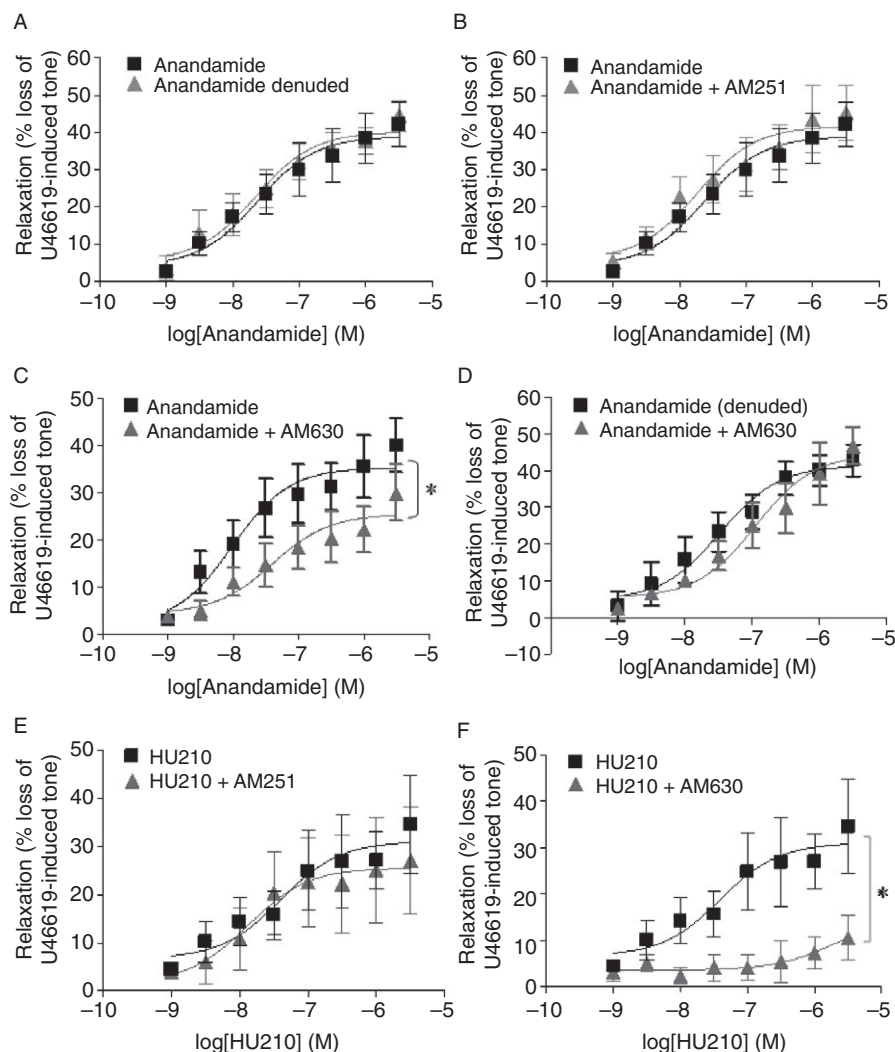 A
Relaxation (% loss of
U46619-induced tone)
60
50
40
30
20
10
0
Anandamide
Anandamide denuded
–10 –9 –8 –7 –6 –5
log[Anandamide] (M)
B
Relaxation (% loss of
U46619-induced tone)
60
50
40
30
20
10
0
Anandamide
Anandamide + AM251
–10 –9 –8 –7 –6 –5
log[Anandamide] (M)
C
Relaxation (% loss of
U46619-induced tone)
50
40
30
20
10
0
Anandamide
Anandamide + AM630
*
–10 –9 –8 –7 –6 –5
log[Anandamide] (M)
D
Relaxation (% loss of
U46619-induced tone)
60
50
40
30
20
10
0
–10
Anandamide (denuded)
Anandamide + AM630
–10 –9 –8 –7 –6 –5
log[Anandamide] (M)
E
Relaxation (% loss of
U46619-induced tone)
50
40
30
20
10
0
HU210
HU210 + AM251
–10 –9 –8 –7 –6 –5
log[HU210] (M)
F
Relaxation (% loss of
U46619-induced tone)
50
40
30
20
10
0
HU210
HU210 + AM630
*
–10 –9 –8 –7 –6 –5
log[HU210] (M)